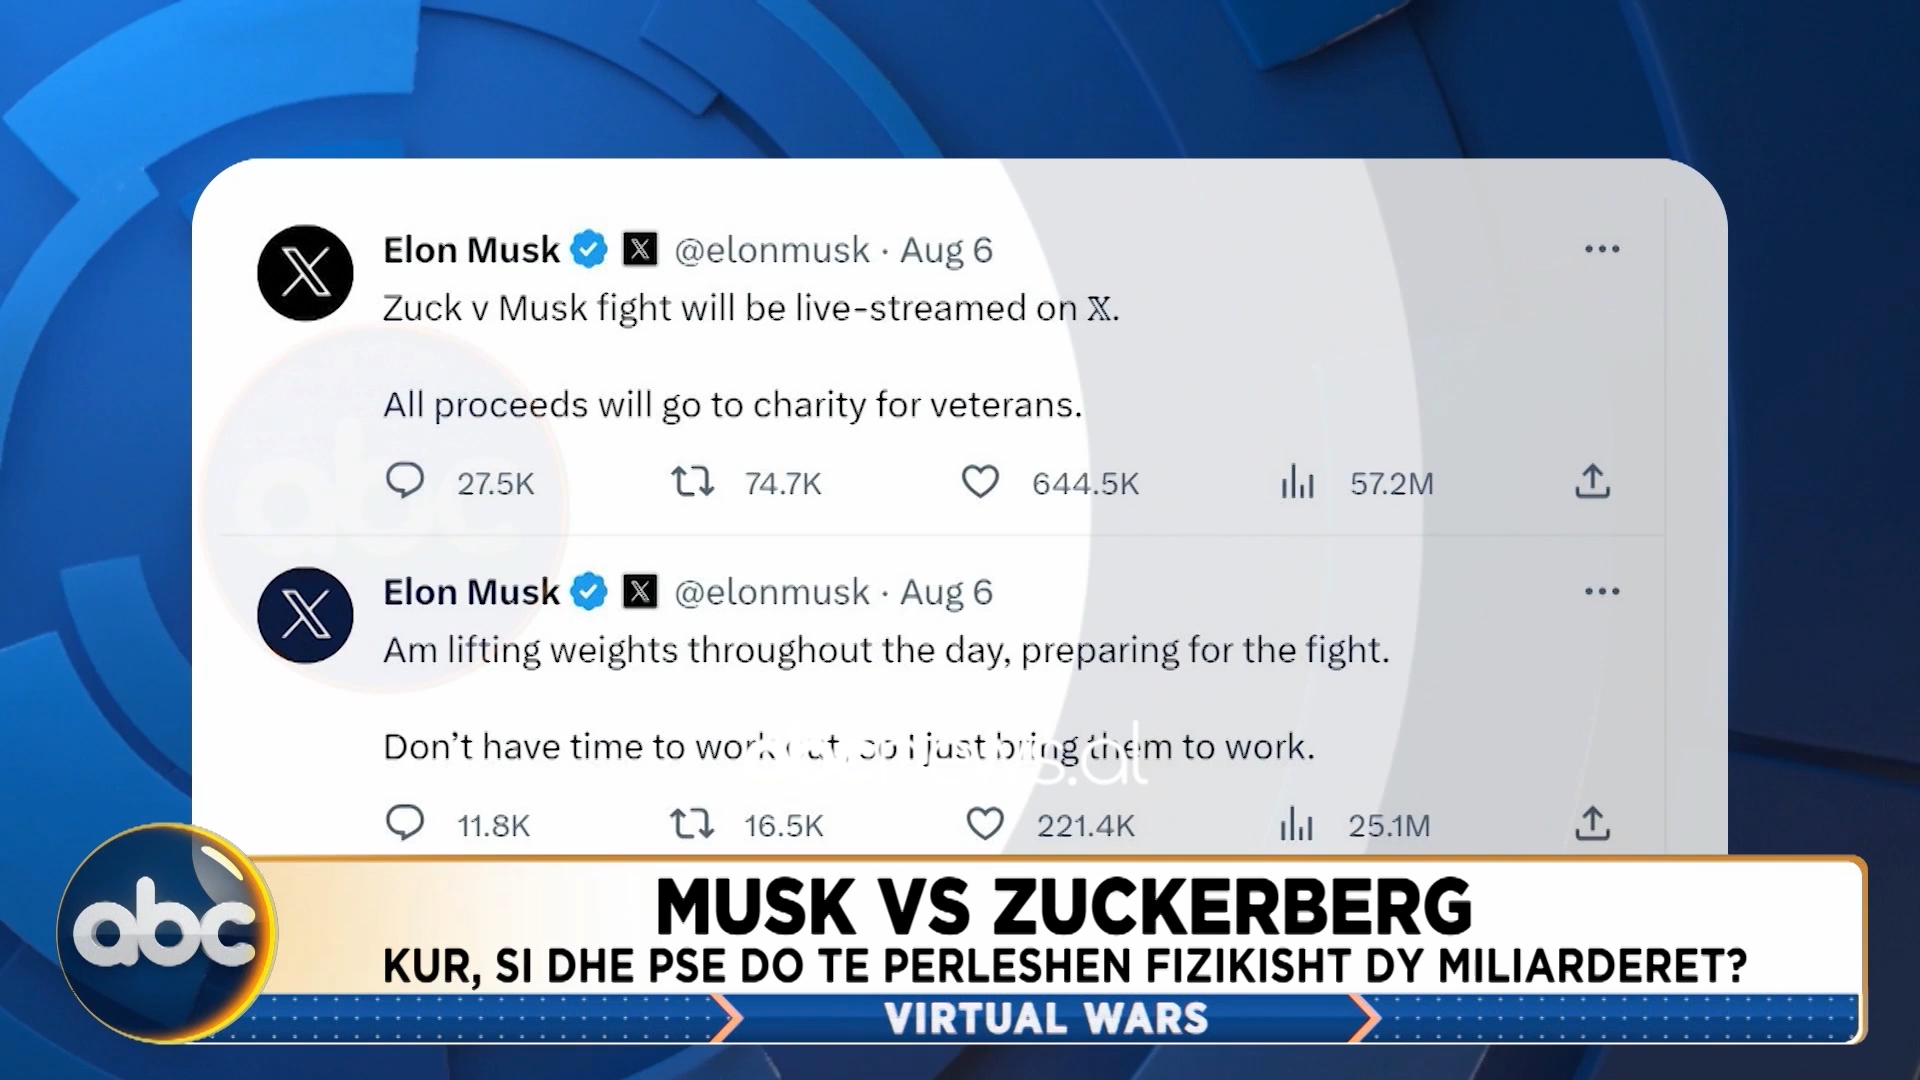 Elon Musk @elonmusk · Aug 6
Zuck v Musk fight will be live-streamed on 𝕏.
All proceeds will go to charity for veterans.
27.5K 74.7K 644.5K 57.2M
Elon Musk @elonmusk · Aug 6
Am lifting weights throughout the day, preparing for the fight.
Don’t have time to work out, so I just bring them to work.
11.8K 16.5K 221.4K 25.1M
abc
MUSK VS ZUCKERBERG
KUR, SI DHE PSE DO TE PERLESHEN FIZIKISHT DY MILIARDERET?
VIRTUAL WARS